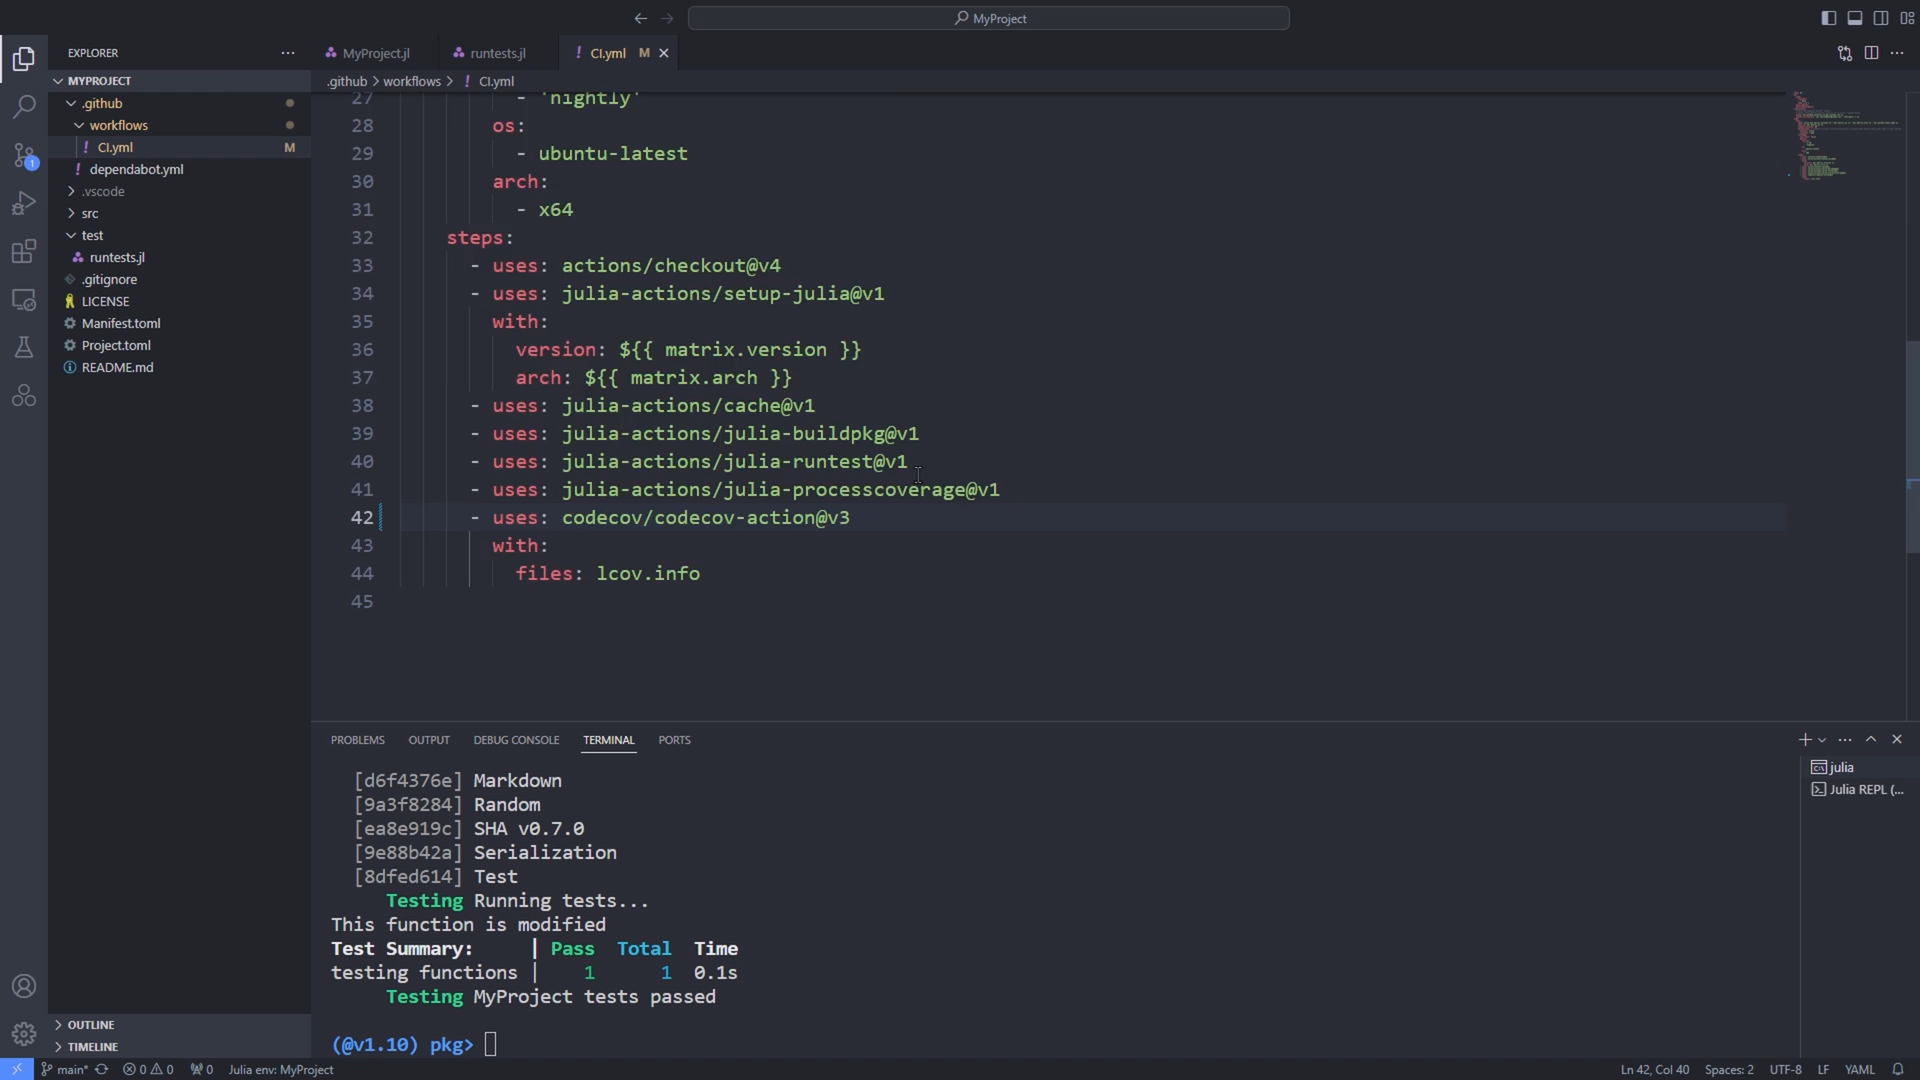 MyProject
EXPLORER
MYPROJECT
.github
workflows
CI.yml M
dependabot.yml
.vscode
src
test
runtests.jl
.gitignore
LICENSE
Manifest.toml
Project.toml
README.md
OUTLINE
TIMELINE
1
MyProject.jl
runtests.jl
CI.yml M
.github > workflows > CI.yml
27 - 'nightly'
28 os:
29 - ubuntu-latest
30 arch:
31 - x64
32 steps:
33 - uses: actions/checkout@v4
34 - uses: julia-actions/setup-julia@v1
35 with:
36 version: ${{ matrix.version }}
37 arch: ${{ matrix.arch }}
38 - uses: julia-actions/cache@v1
39 - uses: julia-actions/julia-buildpkg@v1
40 - uses: julia-actions/julia-runtest@v1
41 - uses: julia-actions/julia-processcoverage@v1
42 - uses: codecov/codecov-action@v3
43 with:
44 files: lcov.info
45
PROBLEMS OUTPUT DEBUG CONSOLE TERMINAL PORTS
[d6f4376e] Markdown
[9a3f8284] Random
[ea8e919c] SHA v0.7.0
[9e88b42a] Serialization
[8dfed614] Test
Testing Running tests...
This function is modified
Test Summary: | Pass Total Time
testing functions | 1 1 0.1s
Testing MyProject tests passed
(@v1.10) pkg>
julia
Julia REPL (...
main* 0 0 0 Julia env: MyProject
Ln 42, Col 40 Spaces: 2 UTF-8 LF YAML